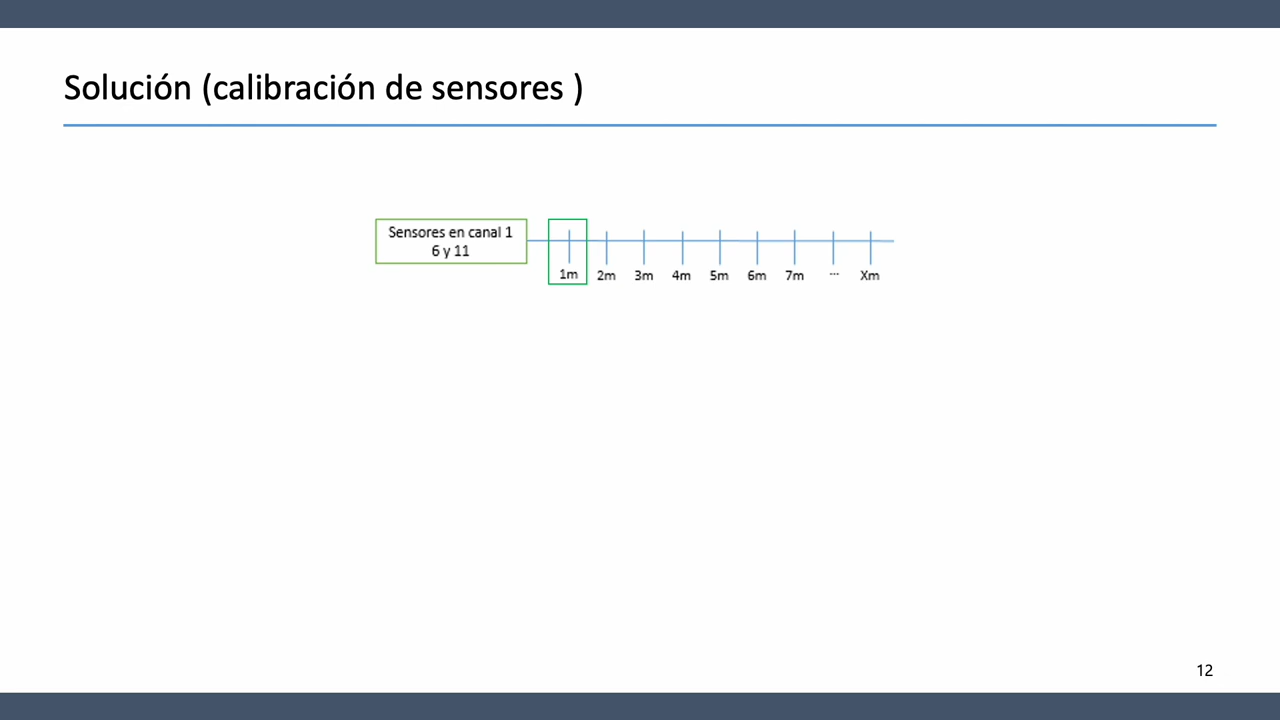 Solución (calibración de sensores )
Sensores en canal 1
6 y 11
1m 2m 3m 4m 5m 6m 7m ... Xm
12